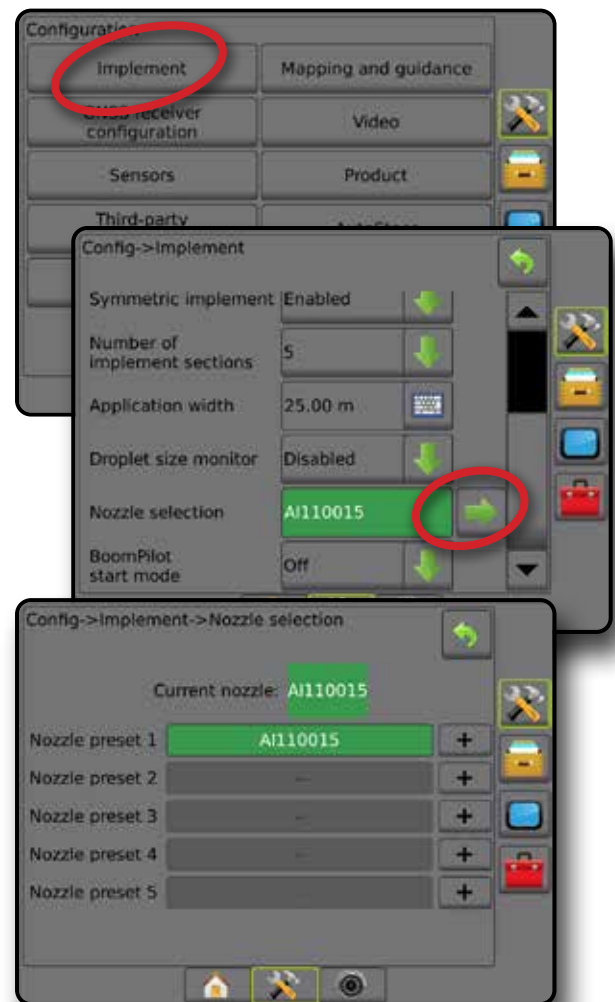 Configuration
Implement Mapping and guidance
GNSS receiver
configuration Video
Sensors Product
Third-party
Config->Implement
Symmetric implement Enabled
Number of
implement sections 5
Application width 25.00 m
Droplet size monitor Disabled
Nozzle selection AI110015
BoomPilot
start mode Off
Config->Implement->Nozzle selection
Current nozzle: AI110015
Nozzle preset 1 AI110015 +
Nozzle preset 2 -- +
Nozzle preset 3 -- +
Nozzle preset 4 -- +
Nozzle preset 5 -- +